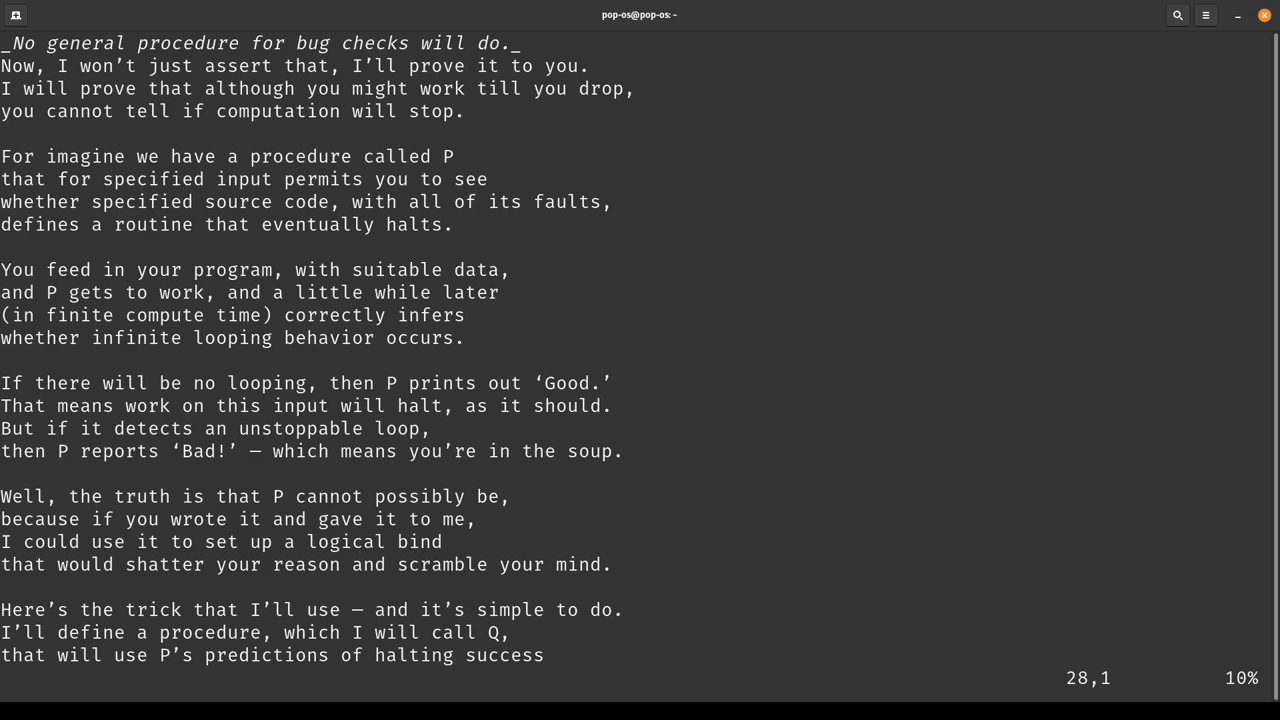 pop-os@pop-os: ~
_No general procedure for bug checks will do._
Now, I won’t just assert that, I’ll prove it to you.
I will prove that although you might work till you drop,
you cannot tell if computation will stop.

For imagine we have a procedure called P
that for specified input permits you to see
whether specified source code, with all of its faults,
defines a routine that eventually halts.

You feed in your program, with suitable data,
and P gets to work, and a little while later
(in finite compute time) correctly infers
whether infinite looping behavior occurs.

If there will be no looping, then P prints out ‘Good.’
That means work on this input will halt, as it should.
But if it detects an unstoppable loop,
then P reports ‘Bad!’ — which means you’re in the soup.

Well, the truth is that P cannot possibly be,
because if you wrote it and gave it to me,
I could use it to set up a logical bind
that would shatter your reason and scramble your mind.

Here’s the trick that I’ll use — and it’s simple to do.
I’ll define a procedure, which I will call Q,
that will use P’s predictions of halting success
28,1 10%